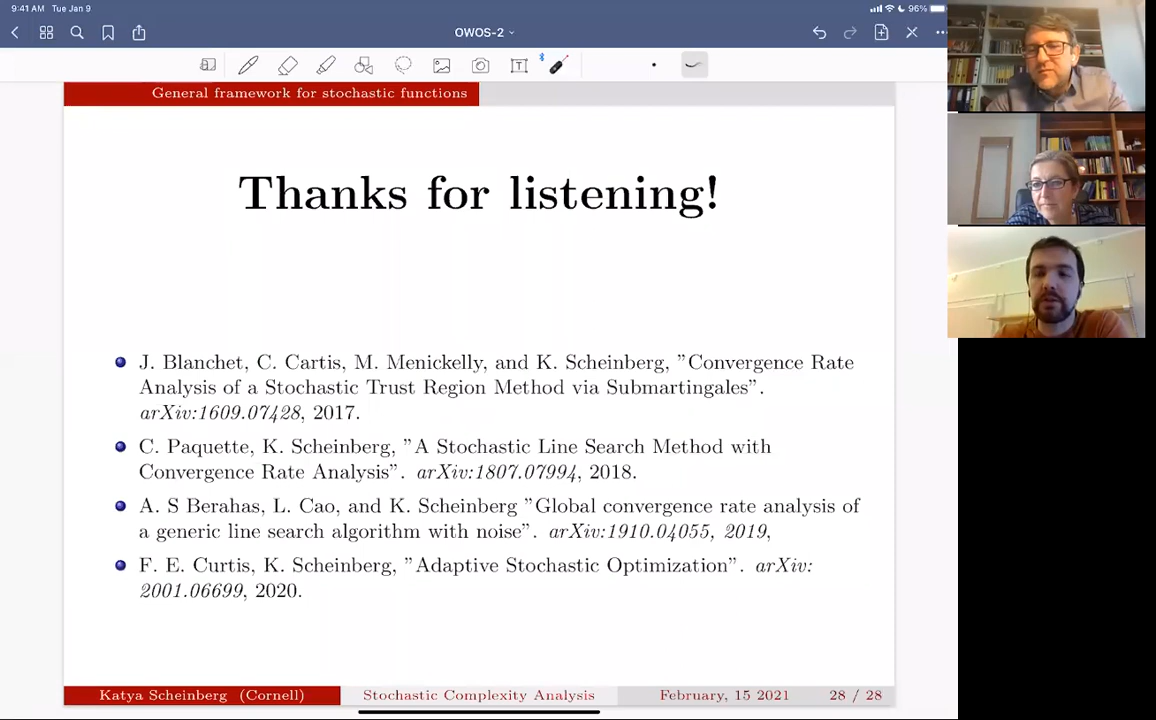 9:41 AM Tue Jan 9
96%
OWOS-2
General framework for stochastic functions
Thanks for listening!
J. Blanchet, C. Cartis, M. Menickelly, and K. Scheinberg, "Convergence Rate
Analysis of a Stochastic Trust Region Method via Submartingales".
arXiv:1609.07428, 2017.
C. Paquette, K. Scheinberg, "A Stochastic Line Search Method with
Convergence Rate Analysis". arXiv:1807.07994, 2018.
A. S Berahas, L. Cao, and K. Scheinberg "Global convergence rate analysis of
a generic line search algorithm with noise". arXiv:1910.04055, 2019,
F. E. Curtis, K. Scheinberg, "Adaptive Stochastic Optimization". arXiv:
2001.06699, 2020.
Katya Scheinberg (Cornell) Stochastic Complexity Analysis February, 15 2021 28 / 28